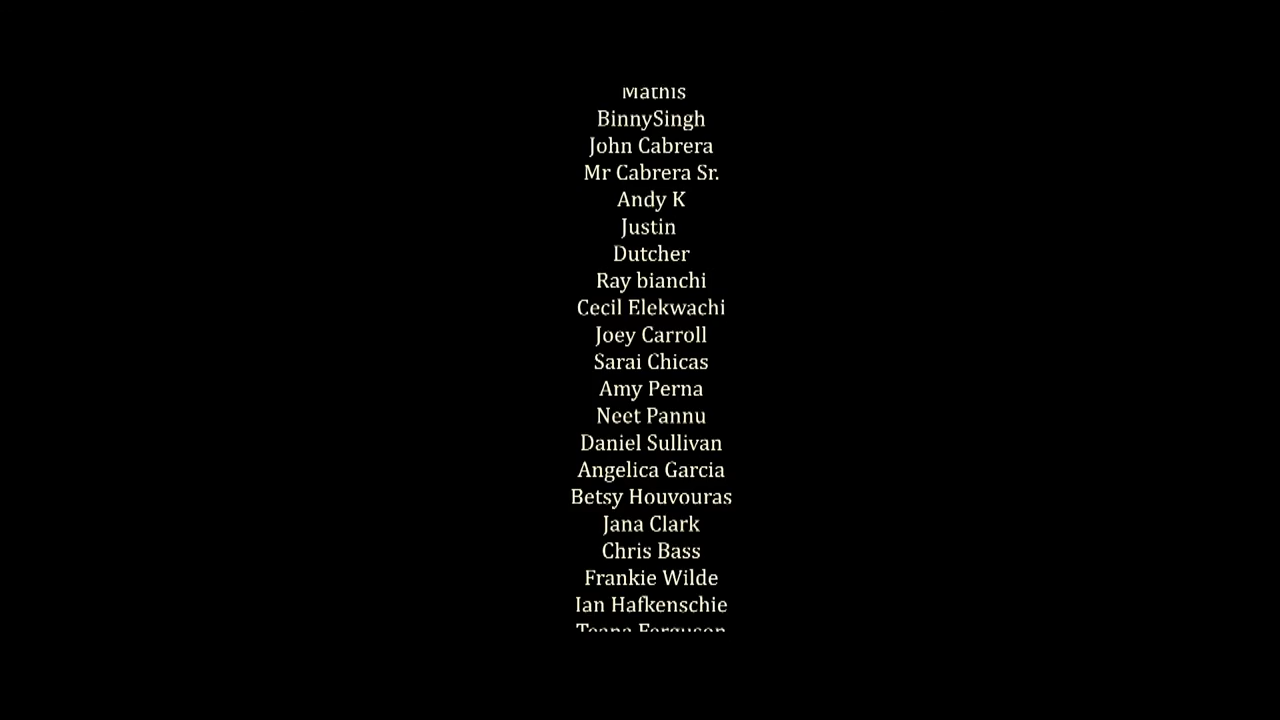 Mathis
BinnySingh
John Cabrera
Mr Cabrera Sr.
Andy K
Justin
Dutcher
Ray bianchi
Cecil Elekwachi
Joey Carroll
Sarai Chicas
Amy Perna
Neet Pannu
Daniel Sullivan
Angelica Garcia
Betsy Houvouras
Jana Clark
Chris Bass
Frankie Wilde
Ian Hafkenschie
Ferguson